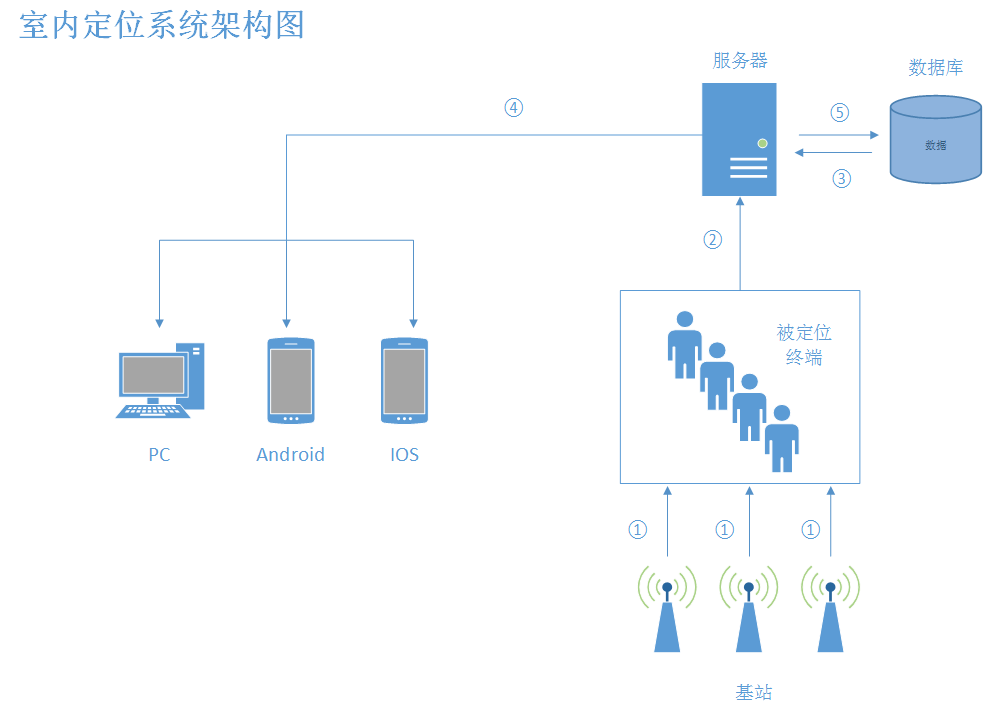 室内定位系统架构图
服务器
数据库
④
⑤
数据
③
②
被定位
终端
PC
Android
IOS
①
①
①
基站